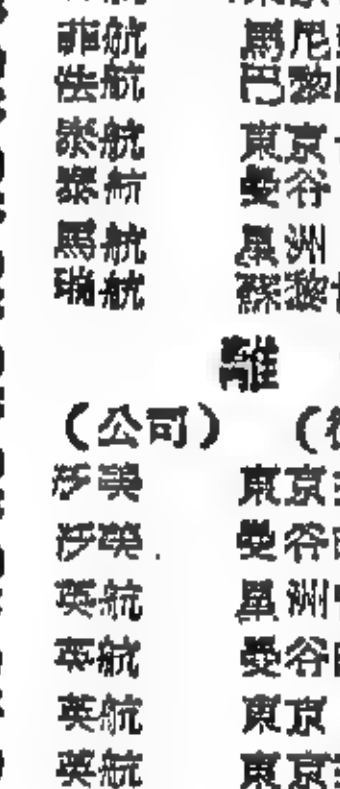 菲航 馬尼
法航 巴黎
泰航 東京
泰航 曼谷
馬航 星洲
瑞航 蘇黎
離
(公司) (
東京
曼谷
英航 星洲
英航 曼谷
英航 東京
英航 東京